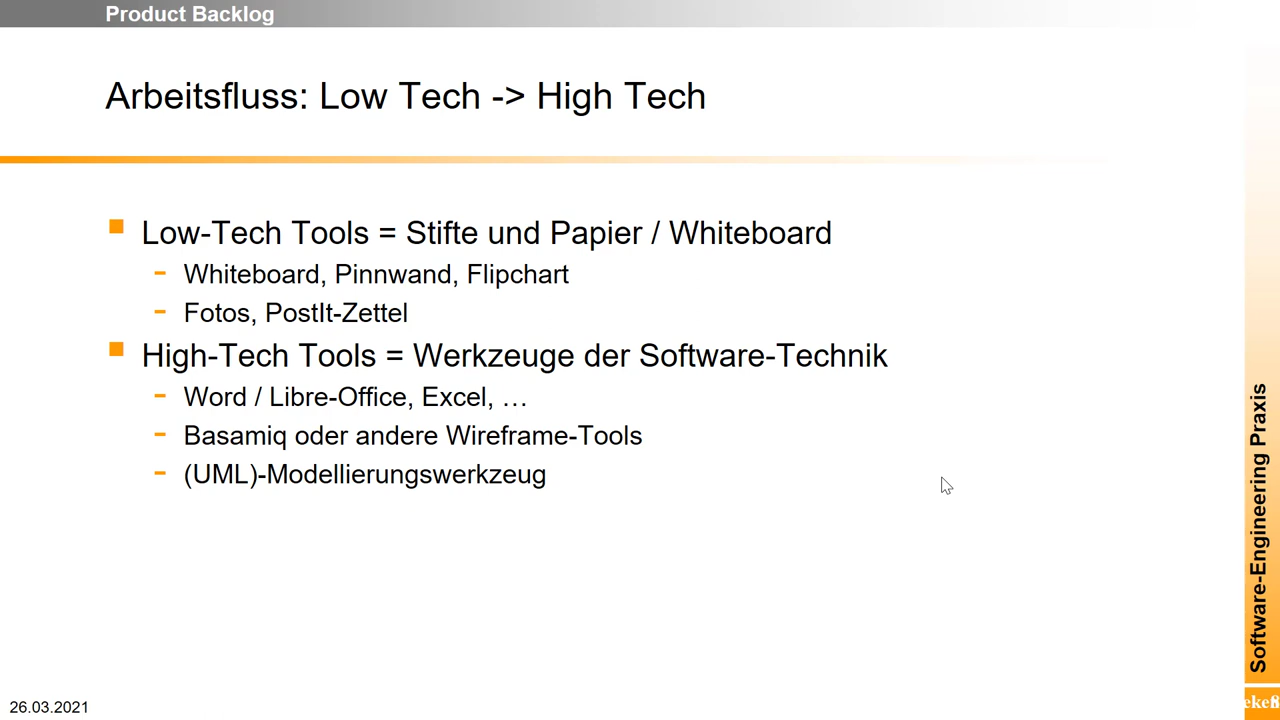 Product Backlog
Arbeitsfluss: Low Tech -> High Tech
Low-Tech Tools = Stifte und Papier / Whiteboard
- Whiteboard, Pinnwand, Flipchart
- Fotos, PostIt-Zettel
High-Tech Tools = Werkzeuge der Software-Technik
- Word / Libre-Office, Excel, …
- Basamiq oder andere Wireframe-Tools
- (UML)-Modellierungswerkzeug
Software-Engineering Praxis
26.03.2021